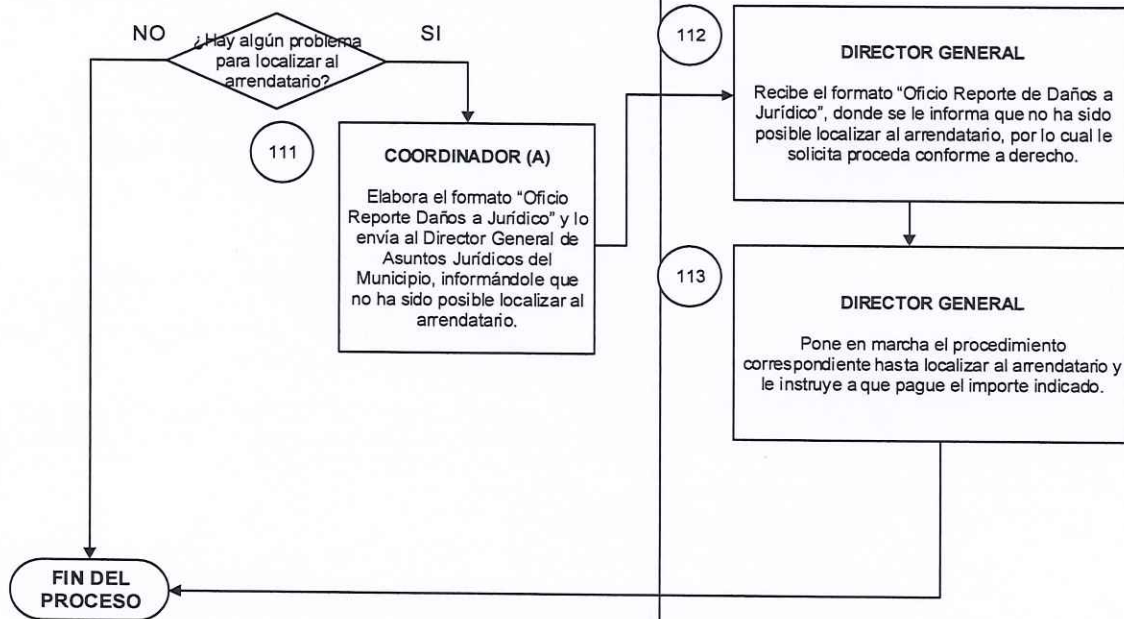 NO
¿Hay algún problema
para localizar al
arrendatario?
SI
111
COORDINADOR (A)
Elabora el formato “Oficio
Reporte Daños a Jurídico” y lo
envía al Director General de
Asuntos Jurídicos del
Municipio, informándole que
no ha sido posible localizar al
arrendatario.
112
DIRECTOR GENERAL
Recibe el formato “Oficio Reporte de Daños a
Jurídico”, donde se le informa que no ha sido
posible localizar al arrendatario, por lo cual le
solicita proceda conforme a derecho.
113
DIRECTOR GENERAL
Pone en marcha el procedimiento
correspondiente hasta localizar al arrendatario y
le instruye a que pague el importe indicado.
FIN DEL
PROCESO